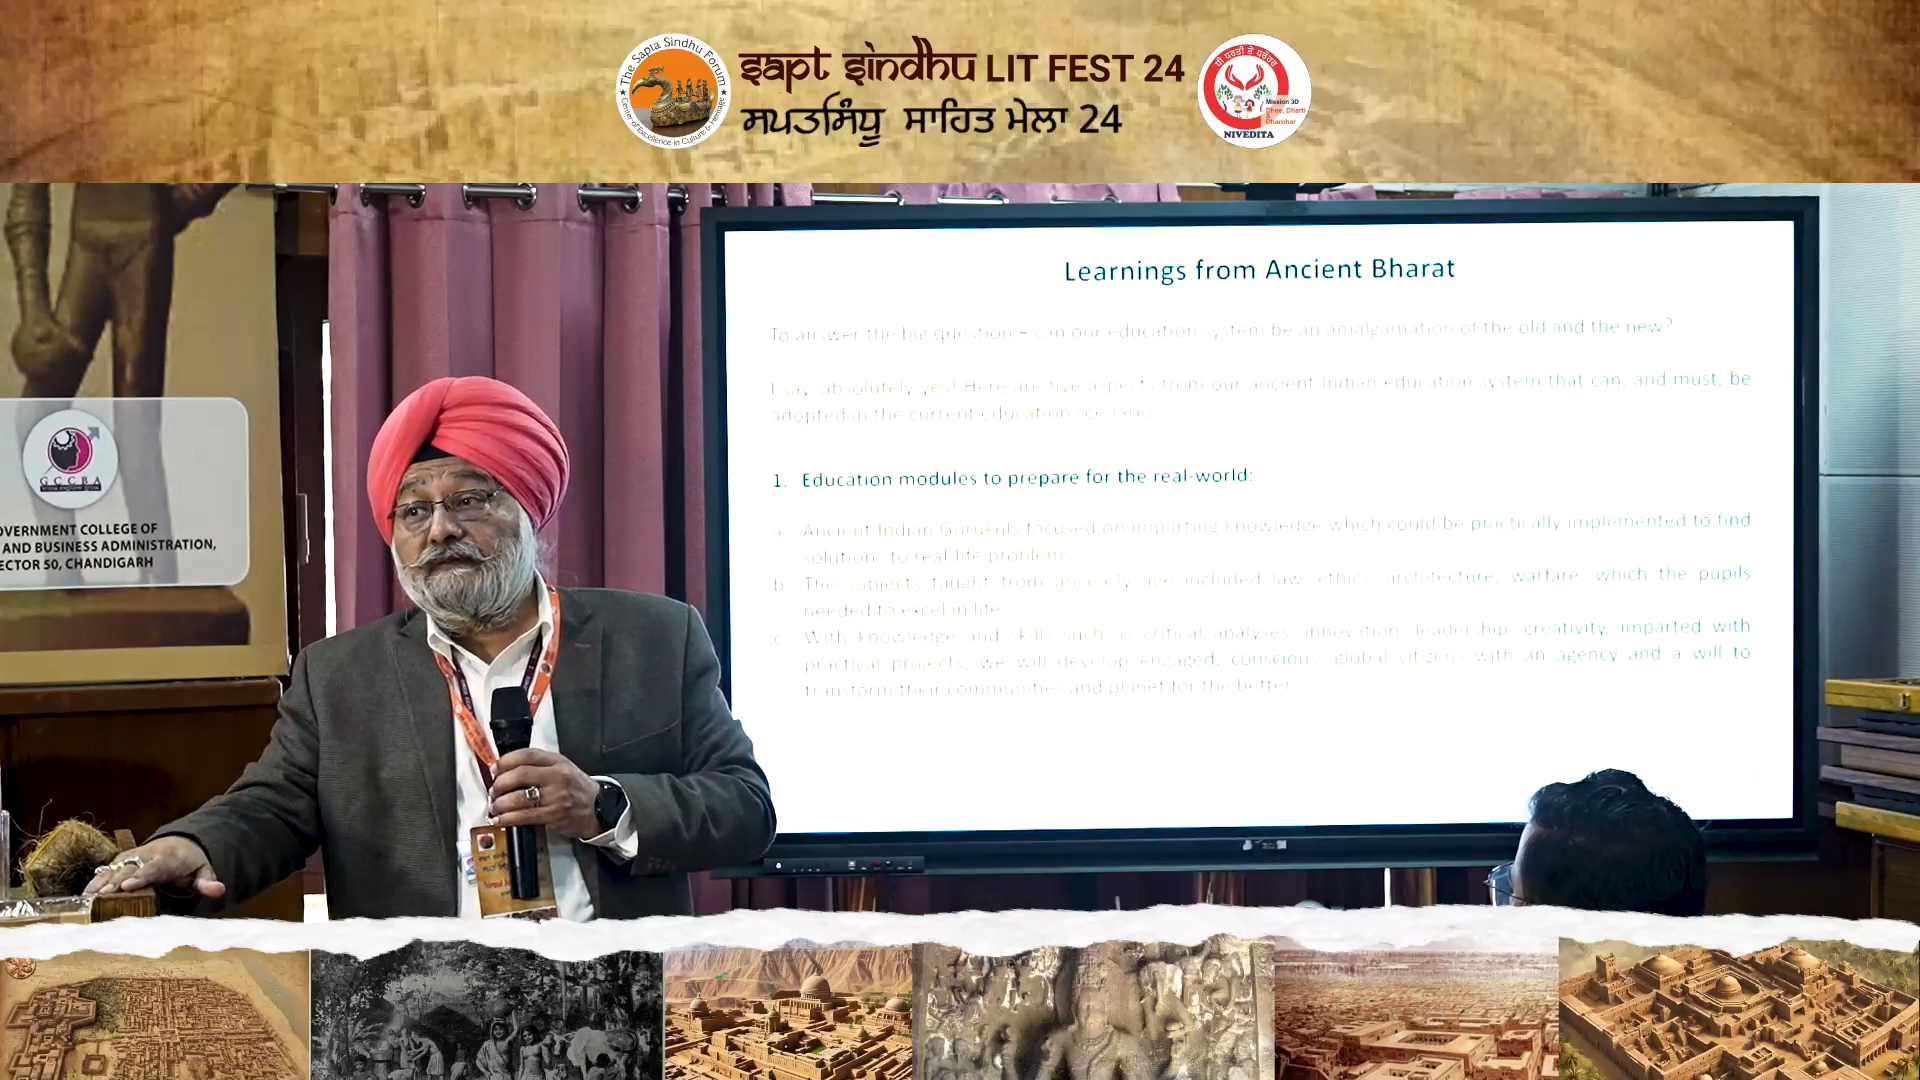 The Sapta Sindhu Forum
Center of Excellence in Culture & Heritage
sapt sindhu LIT FEST 24
ਸਪਤਸਿੰਧੂ ਸਾਹਿਤ ਮੇਲਾ 24
ਧੀ ਧਰਤੀ ਤੇ ਧਰੋਹਰ
Mission 3D
Dhee, Dharti
Dharohar
NIVEDITA
GCCBA
OVERNMENT COLLEGE OF
AND BUSINESS ADMINISTRATION,
ECTOR 50, CHANDIGARH
Learnings from Ancient Bharat
To answer the big question – can our education system be an amalgamation of the old and the new?
I say, absolutely yes! Here are five aspects from our ancient Indian education system that can, and must, be
adopted in the current education scenario.
1. Education modules to prepare for the real-world:
a Ancient Indian Gurukuls focused on imparting knowledge which could be practically implemented to find
solutions to real life problems
b The subjects taught from an early age included law, ethics, architecture, warfare, which the pupils
needed to excel in life
c With knowledge and skills such as critical analyses, innovation, leadership, creativity, imparted with
practical projects, we will develop engaged, conscious, global citizens with an agency and a will to
transform their communities and planet for the better